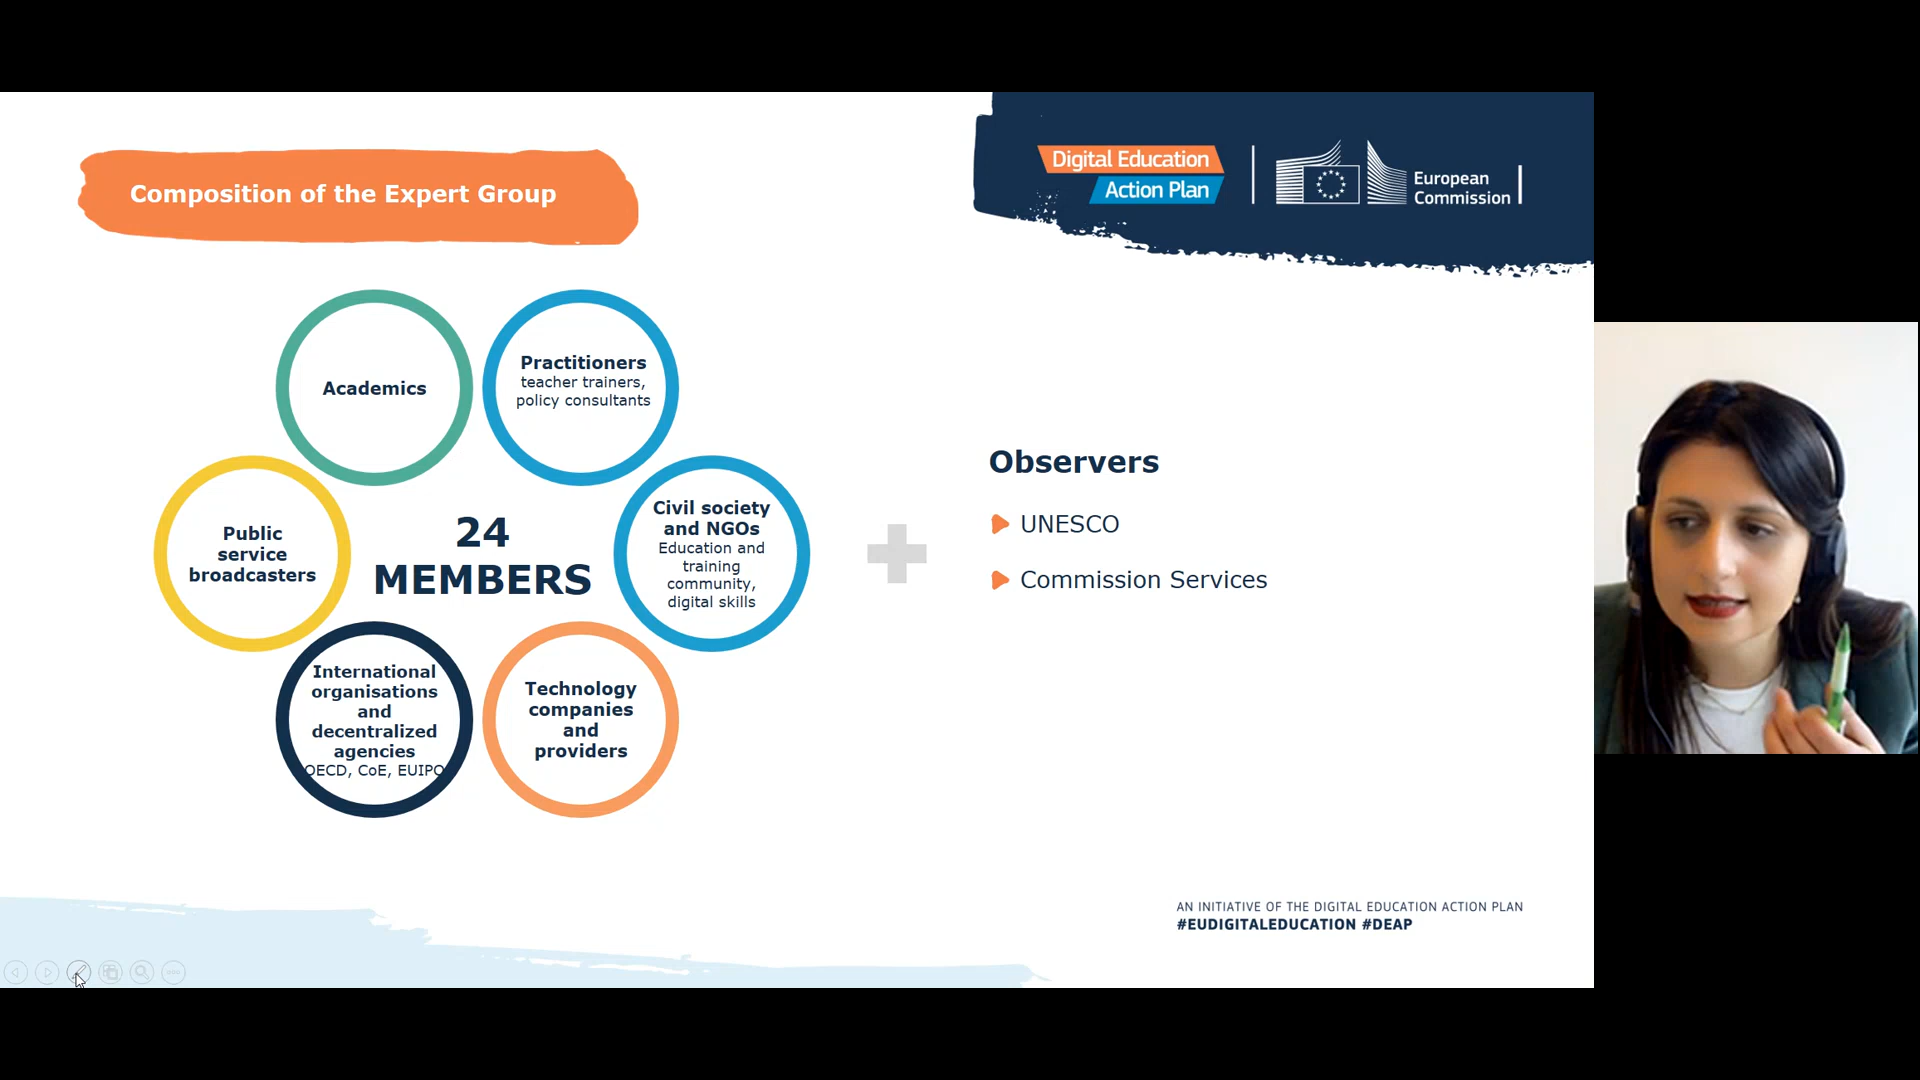 Composition of the Expert Group
Digital Education
Action Plan
European
Commission
Academics
Practitioners
teacher trainers,
policy consultants
Public
service
broadcasters
24
MEMBERS
Civil society
and NGOs
Education and
training
community,
digital skills
International
organisations
and
decentralized
agencies
OECD, CoE, EUIPO
Technology
companies
and
providers
Observers
UNESCO
Commission Services
AN INITIATIVE OF THE DIGITAL EDUCATION ACTION PLAN
#EUDIGITALEDUCATION #DEAP